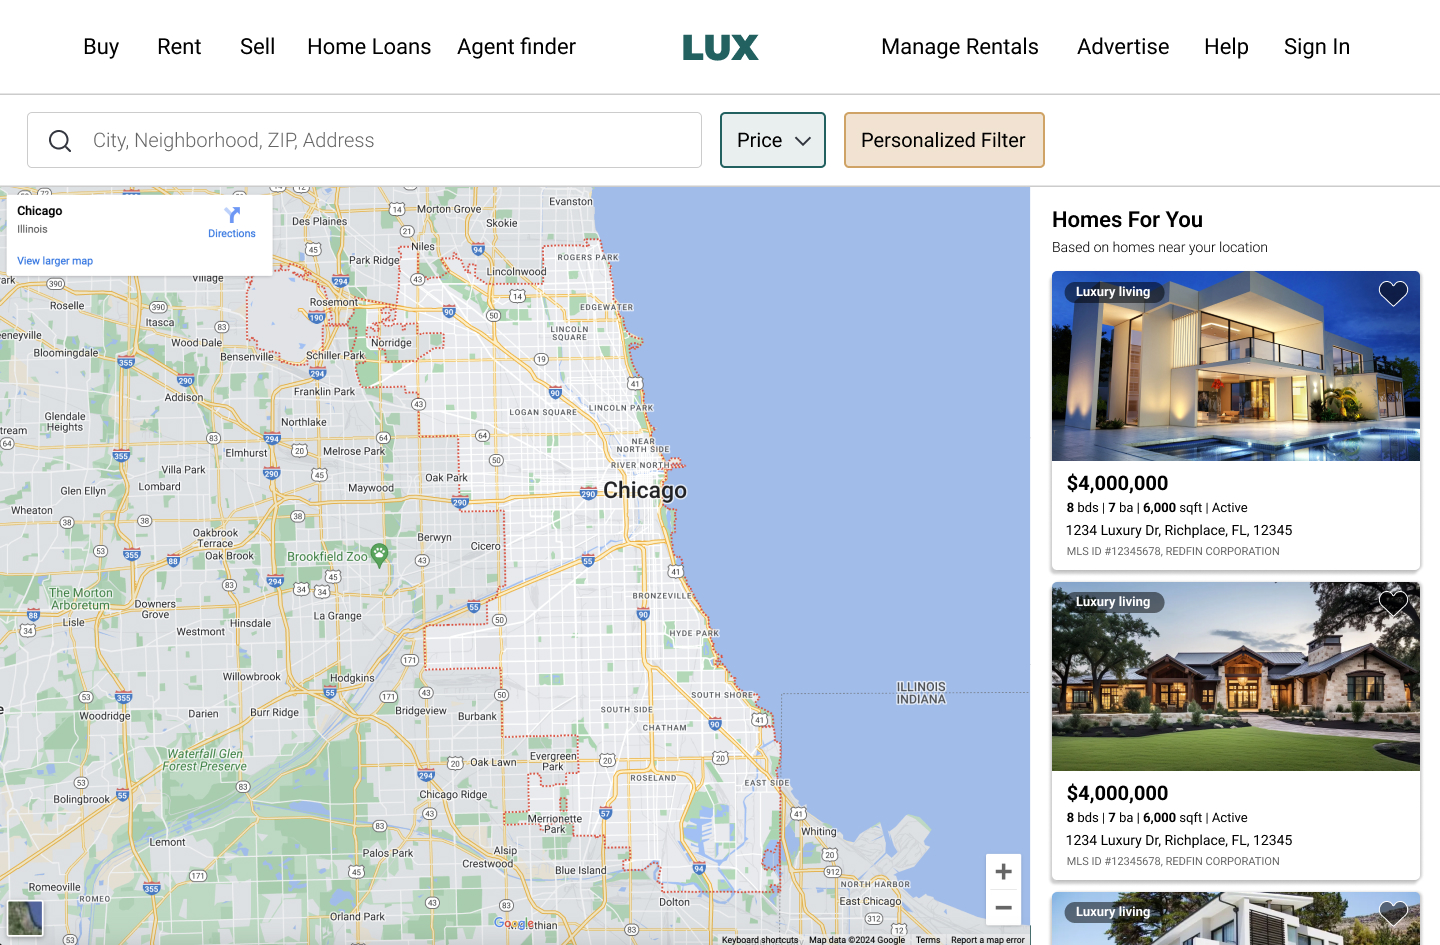 Buy Rent Sell Home Loans Agent finder LUX Manage Rentals Advertise Help Sign In
City, Neighborhood, ZIP, Address
Price
Personalized Filter
Chicago
Illinois
Directions
View larger map
Evanston
Morton Grove
Skokie
Des Plaines
Niles
Park Ridge
Lincolnwood
ROGERS PARK
Village
Roselle
Rosemont
EDGEWATER
Itasca
LINCOLN
SQUARE
Wood Dale
Norridge
Bloomingdale
Bensenville
Schiller Park
Addison
Franklin Park
LOGAN SQUARE
LINCOLN PARK
Glendale
Heights
Northlake
NEAR
NORTH SIDE
Elmhurst
Melrose Park
RIVER NORTH
Villa Park
Oak Park
Glen Ellyn
Lombard
Maywood
Chicago
Wheaton
Oakbrook
Terrace
Oak Brook
Berwyn
Cicero
Brookfield Zoo
The Morton
Arboretum
Downers
Grove
BRONZEVILLE
Lisle
La Grange
Westmont
Hinsdale
HYDE PARK
Willowbrook
Hodgkins
ILLINOIS
INDIANA
SOUTH SHORE
Woodridge
Darien
Burr Ridge
Bridgeview
Burbank
SOUTH SIDE
CHATHAM
Waterfall Glen
Forest Preserve
Oak Lawn
Evergreen
Park
ROSELAND
EAST SIDE
Bolingbrook
Chicago Ridge
Merrionette
Park
Whiting
Lemont
Palos Park
Alsip
Crestwood
Blue Island
NORTH HARBOR
Romeoville
ROMEO
Dolton
East Chicago
Orland Park
Google
Keyboard shortcuts Map data ©2024 Google Terms Report a map error
Homes For You
Based on homes near your location
Luxury living
$4,000,000
8 bds | 7 ba | 6,000 sqft | Active
1234 Luxury Dr, Richplace, FL, 12345
MLS ID #12345678, REDFIN CORPORATION
Luxury living
$4,000,000
8 bds | 7 ba | 6,000 sqft | Active
1234 Luxury Dr, Richplace, FL, 12345
MLS ID #12345678, REDFIN CORPORATION
Luxury living